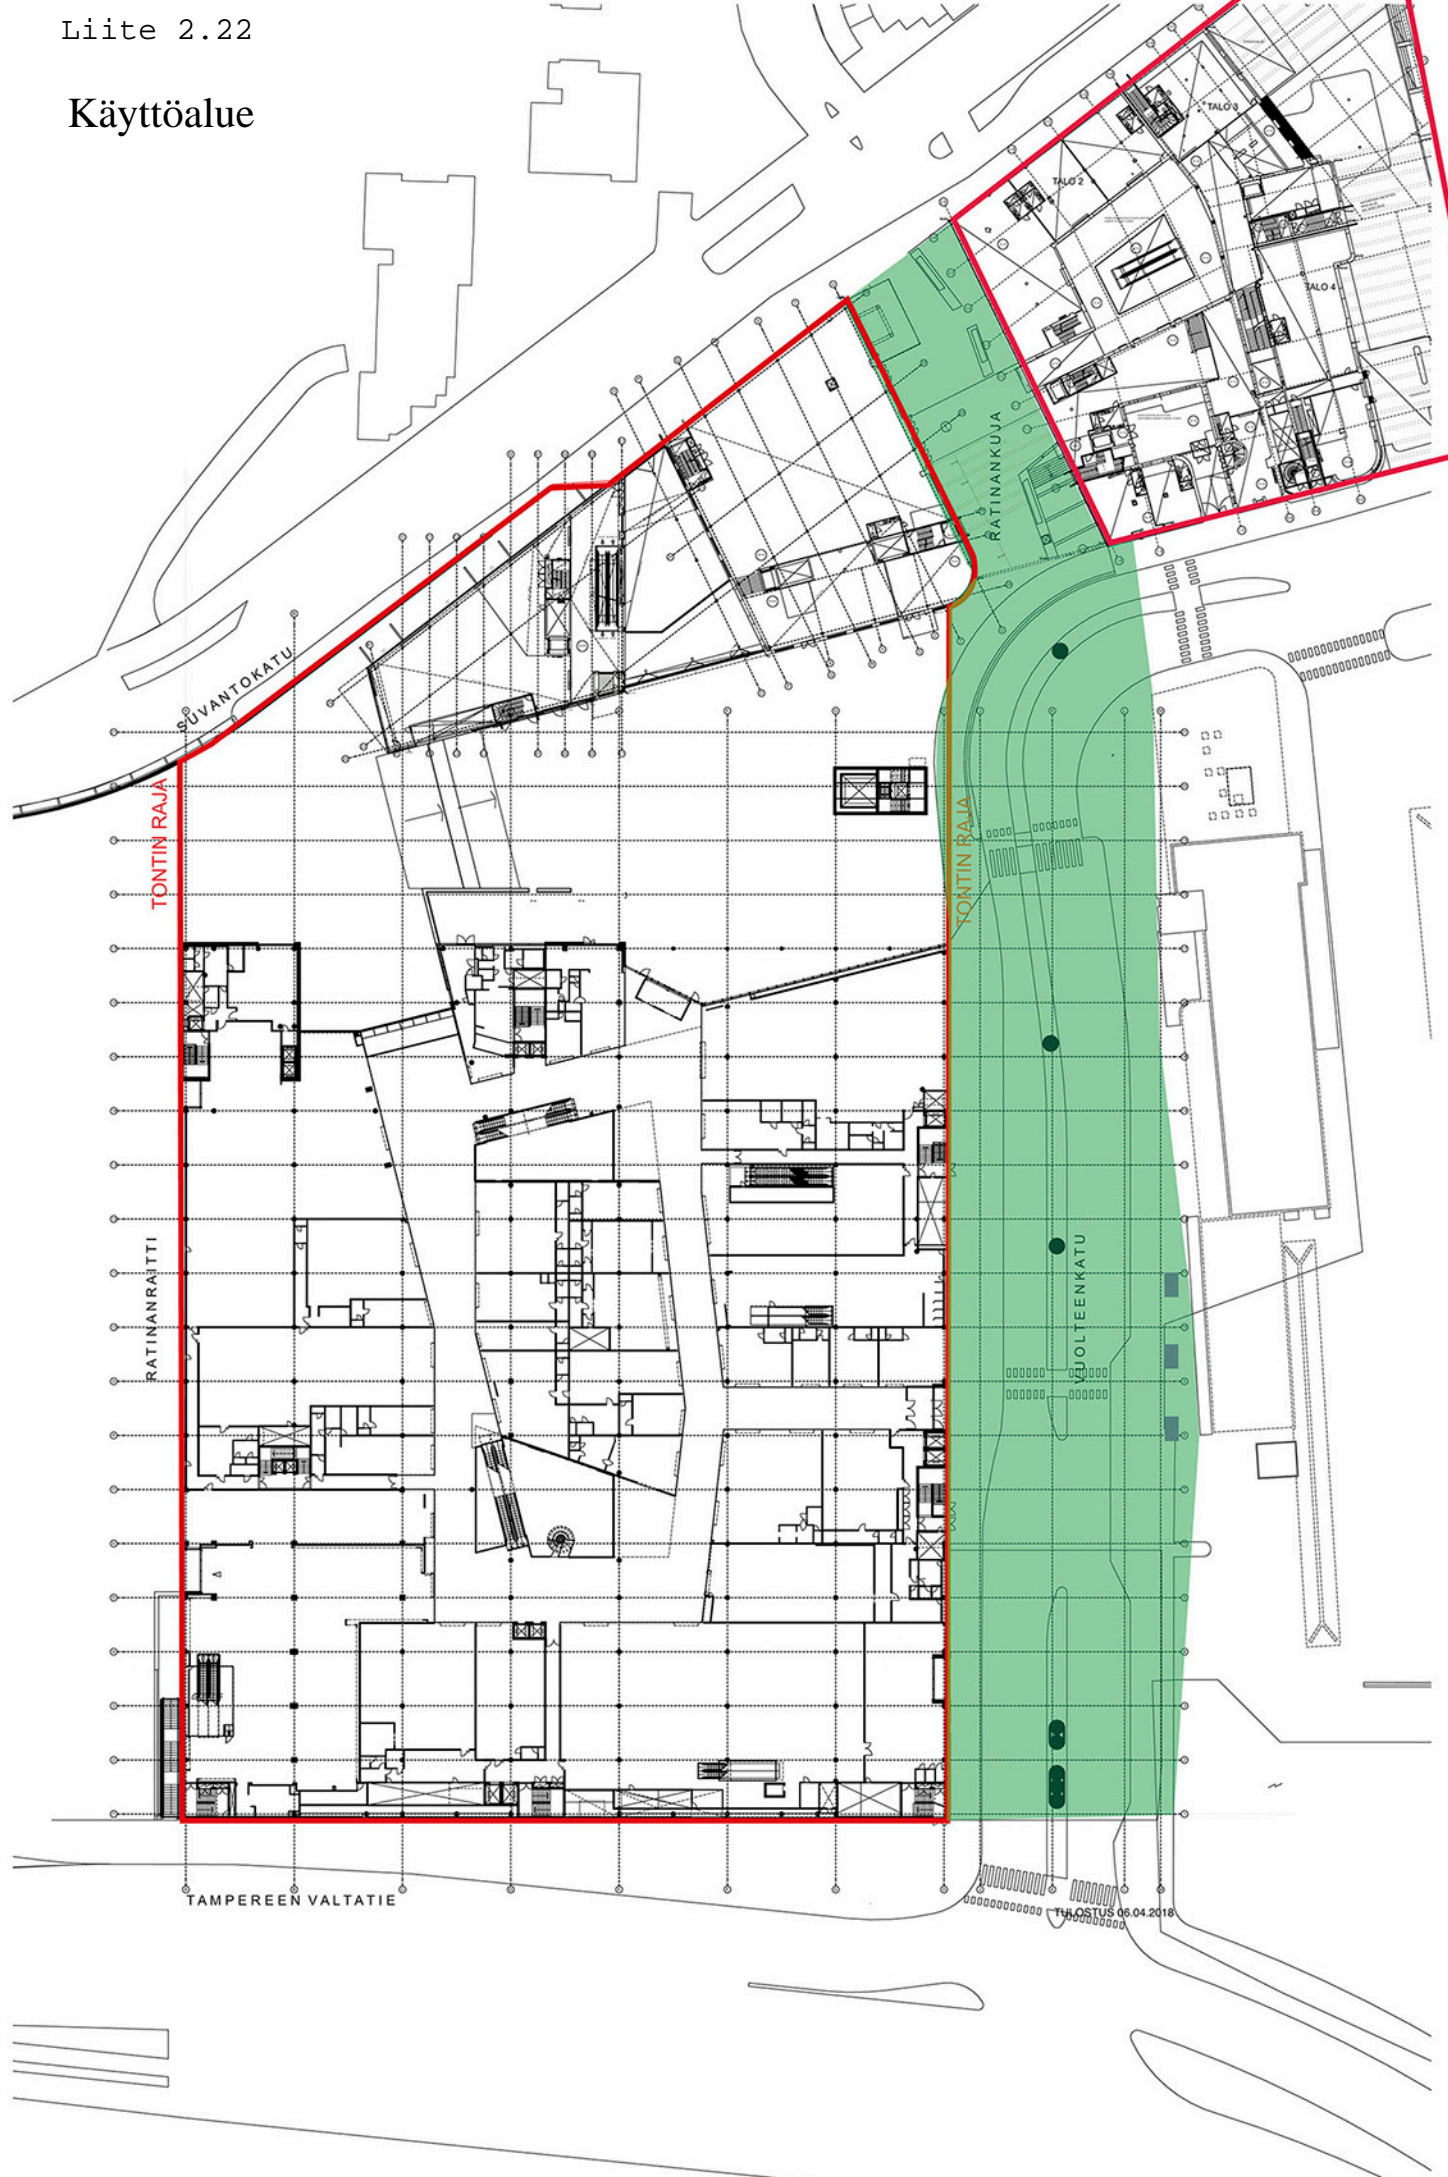 Liite 2.22
Käyttöalue
TALO 3
TALO 2
TALO 4
RATINANKUJA
SUVANTOKATU
TONTIN RAJA
TONTIN RAJA
RATINANRAITTI
VUOLTEENKATU
TAMPEREEN VALTATIE
TULOSTUS 06.04.2018